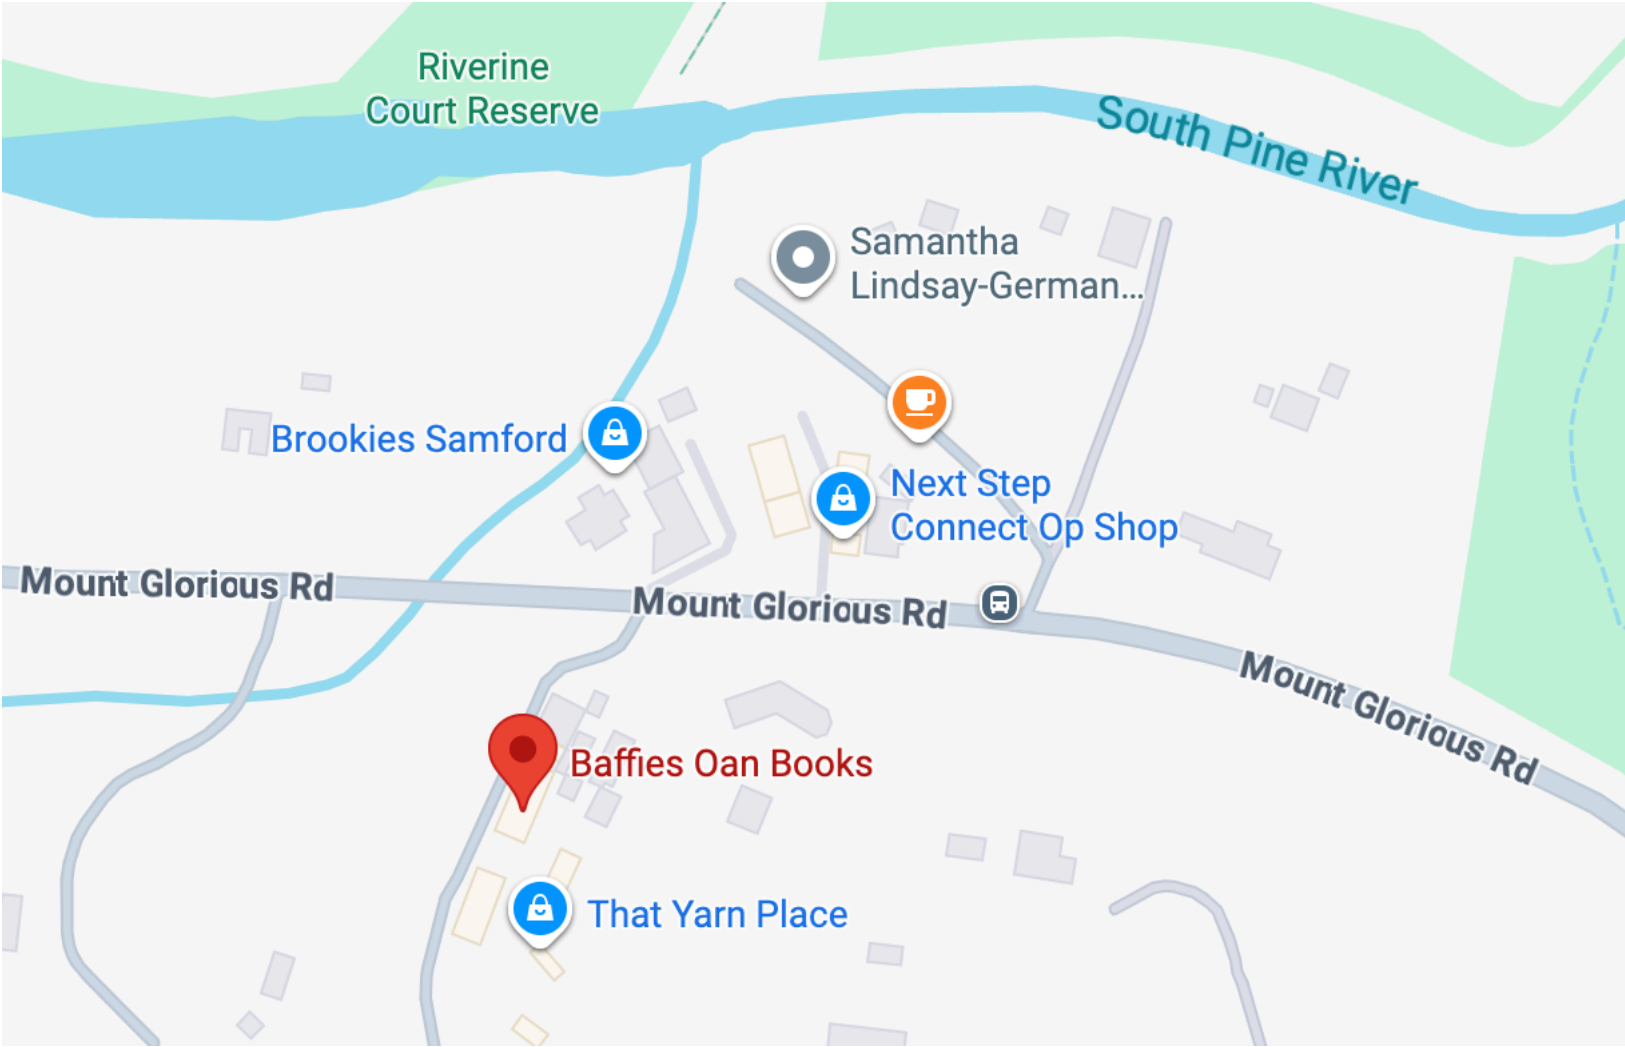 Riverine
Court Reserve
South Pine River
Samantha
Lindsay-German...
Brookies Samford
Next Step
Connect Op Shop
Mount Glorious Rd
Mount Glorious Rd
Mount Glorious Rd
Baffies Oan Books
That Yarn Place